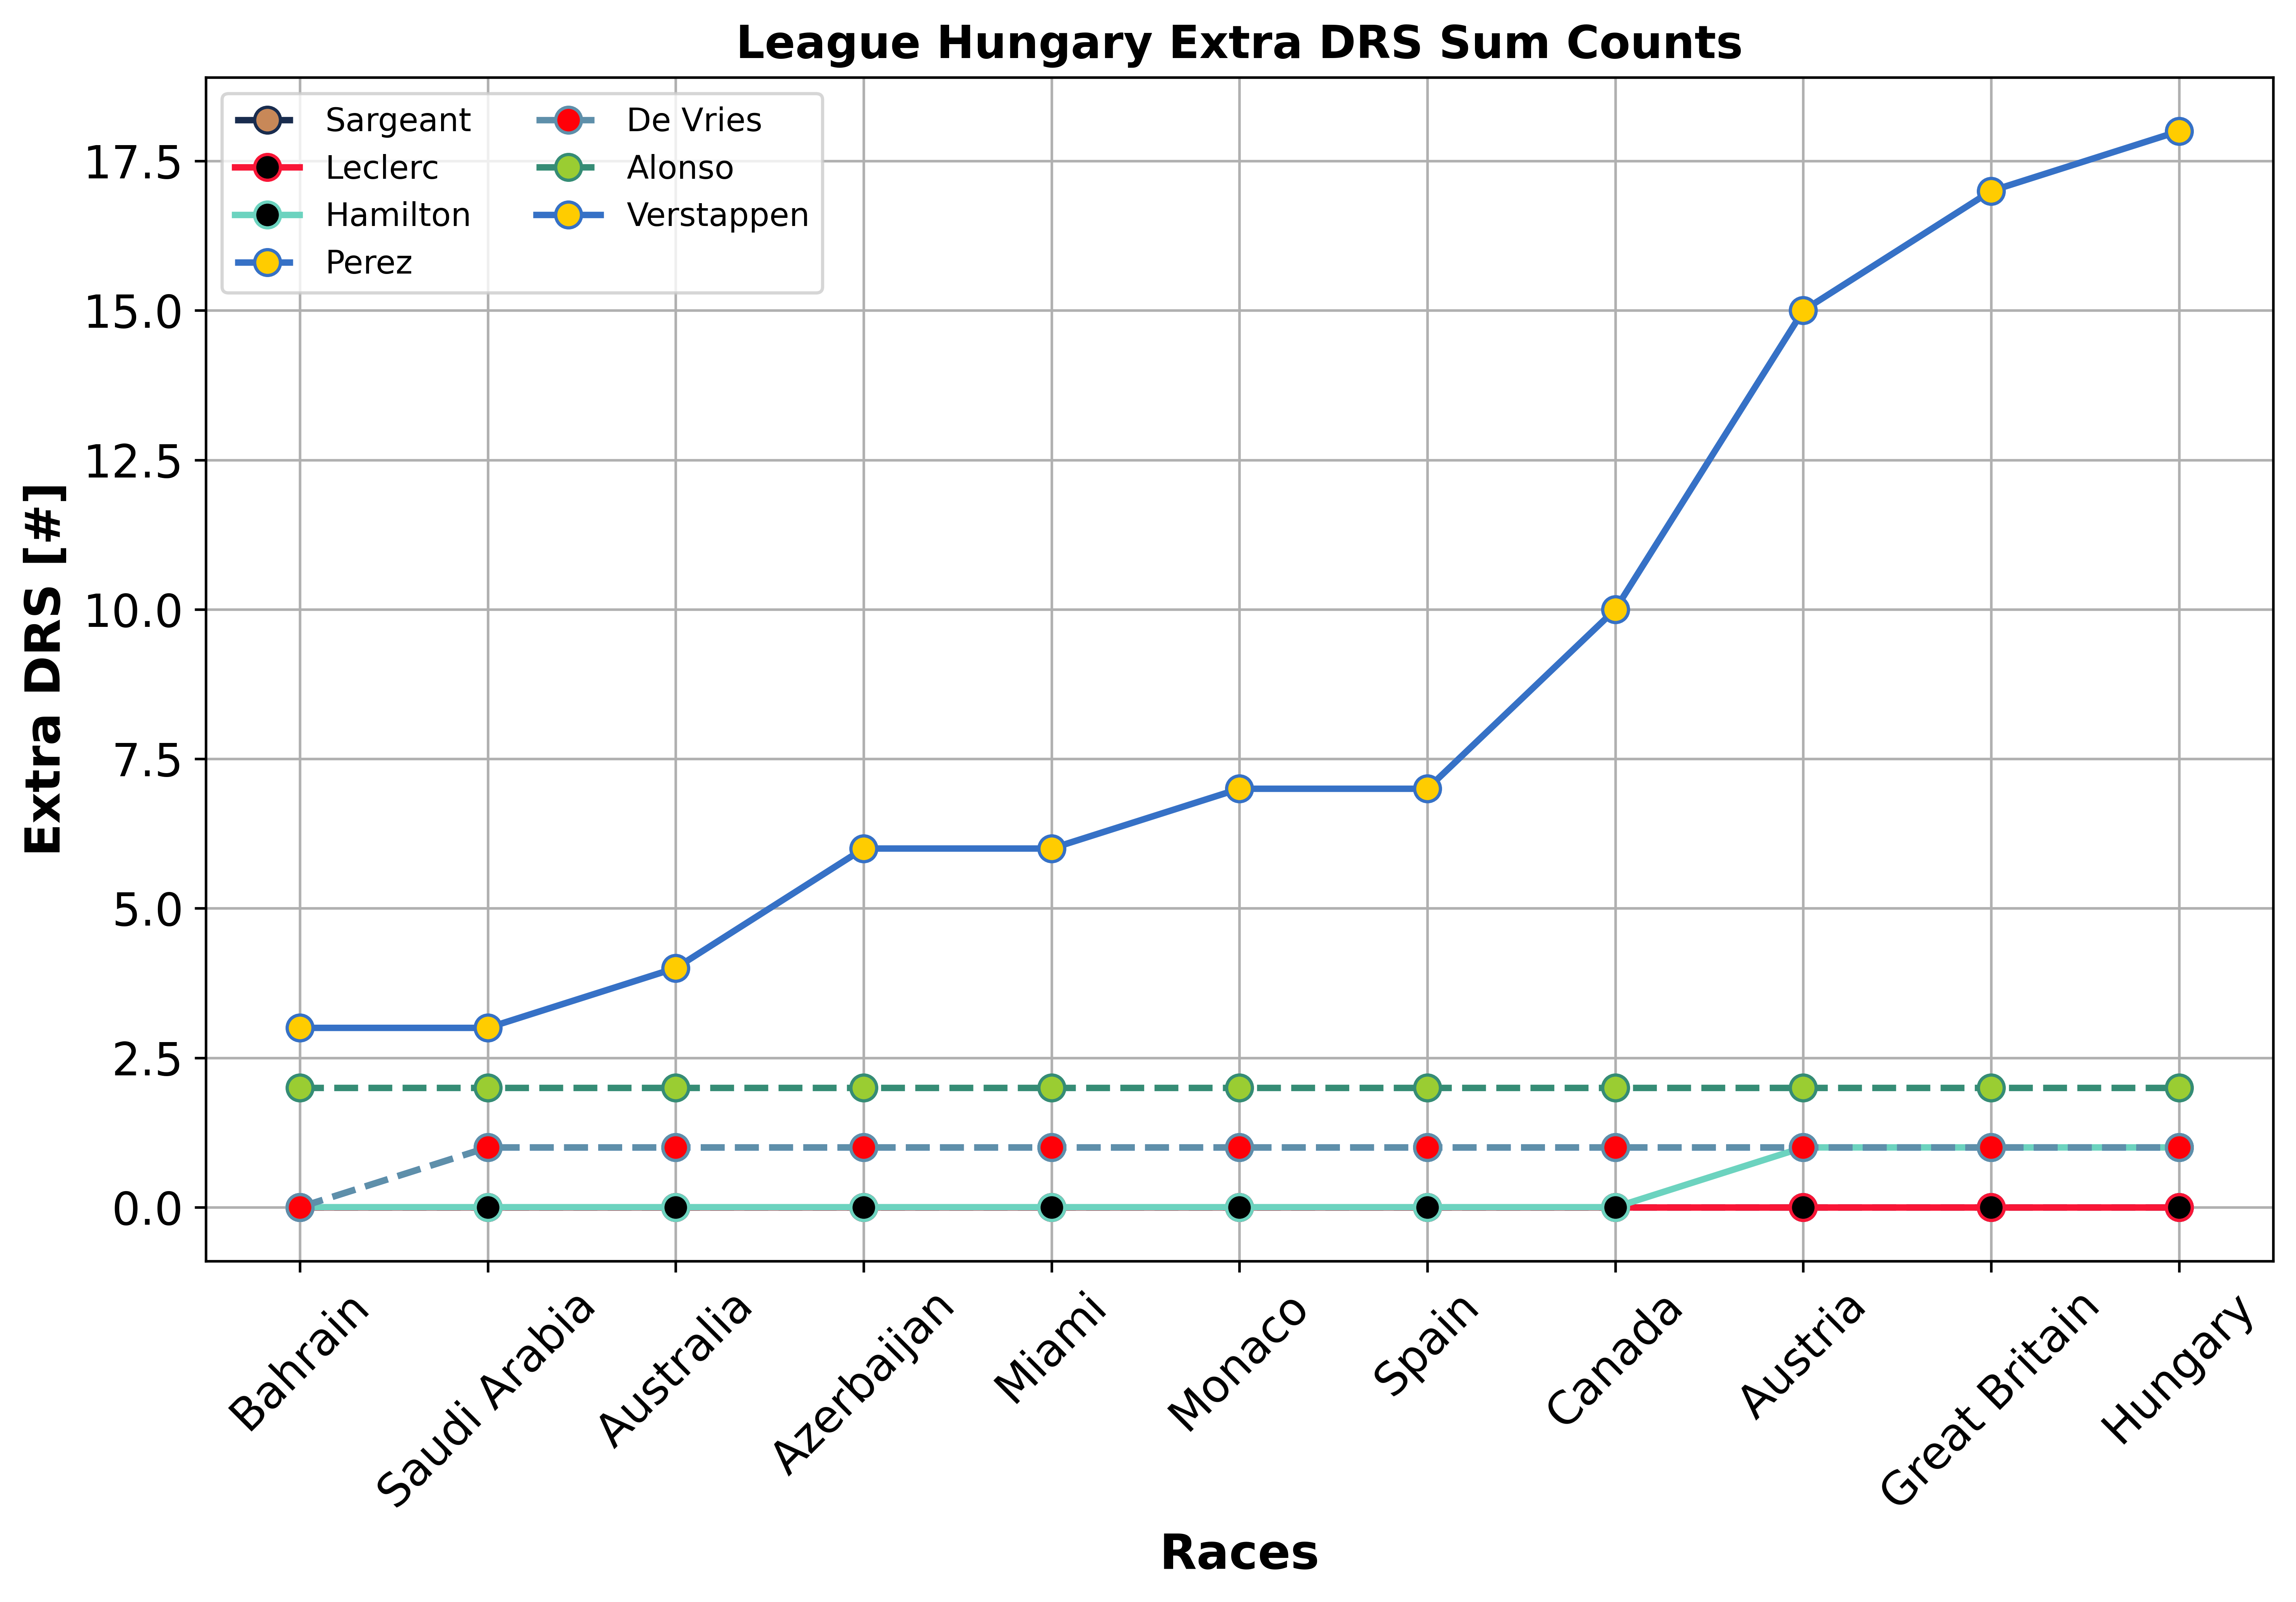 League Hungary Extra DRS Sum Counts
Sargeant
Leclerc
Hamilton
Perez
De Vries
Alonso
Verstappen
Extra DRS [#]
17.5
15.0
12.5
10.0
7.5
5.0
2.5
0.0
Bahrain
Saudi Arabia
Australia
Azerbaijan
Miami
Monaco
Spain
Canada
Austria
Great Britain
Hungary
Races